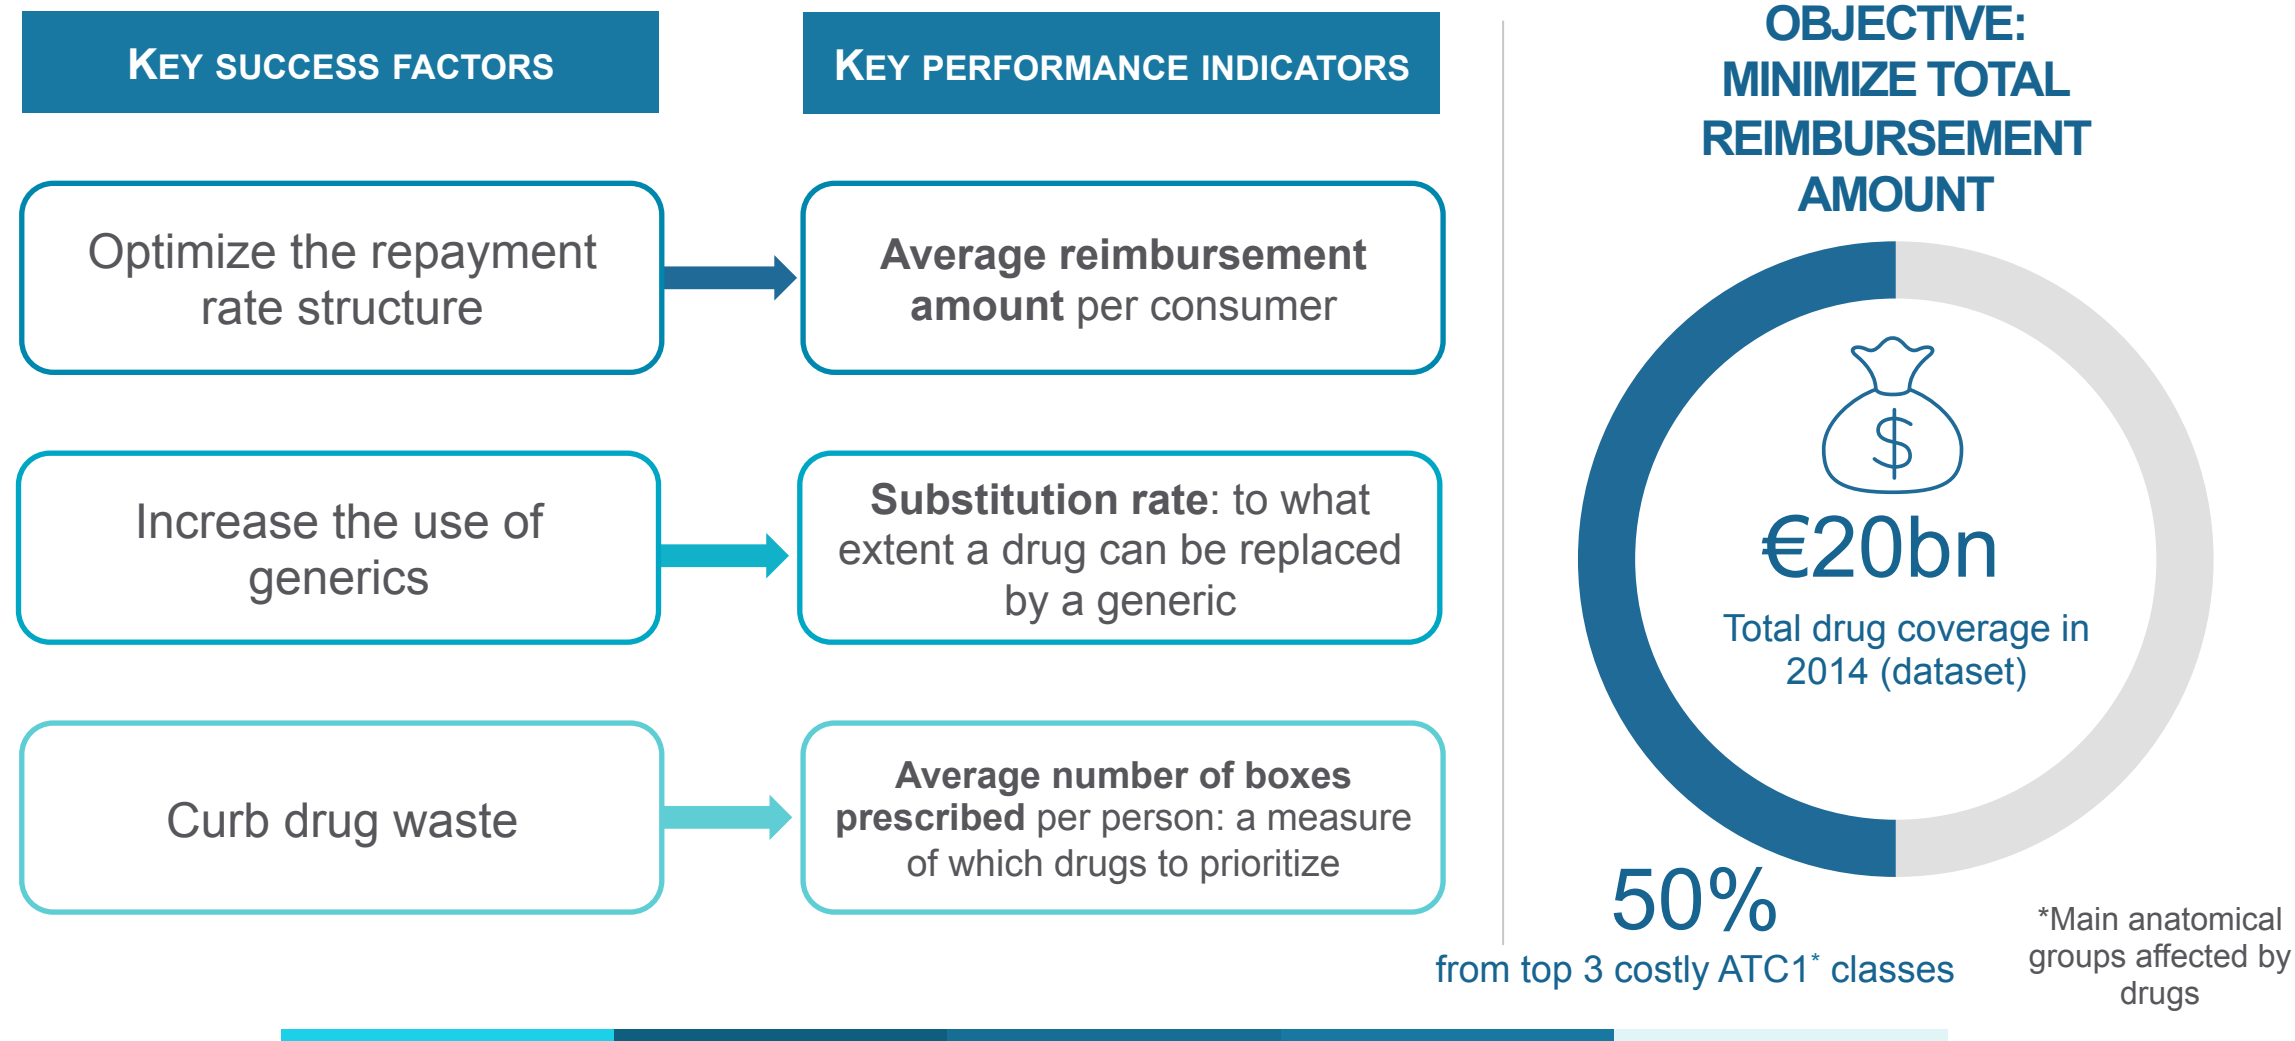 KEY SUCCESS FACTORS
KEY PERFORMANCE INDICATORS
Optimize the repayment
rate structure
Average reimbursement
amount per consumer
Increase the use of
generics
Substitution rate: to what
extent a drug can be replaced
by a generic
Curb drug waste
Average number of boxes
prescribed per person: a measure
of which drugs to prioritize
OBJECTIVE:
MINIMIZE TOTAL
REIMBURSEMENT
AMOUNT
$
€20bn
Total drug coverage in
2014 (dataset)
50%
from top 3 costly ATC1* classes
*Main anatomical
groups affected by
drugs